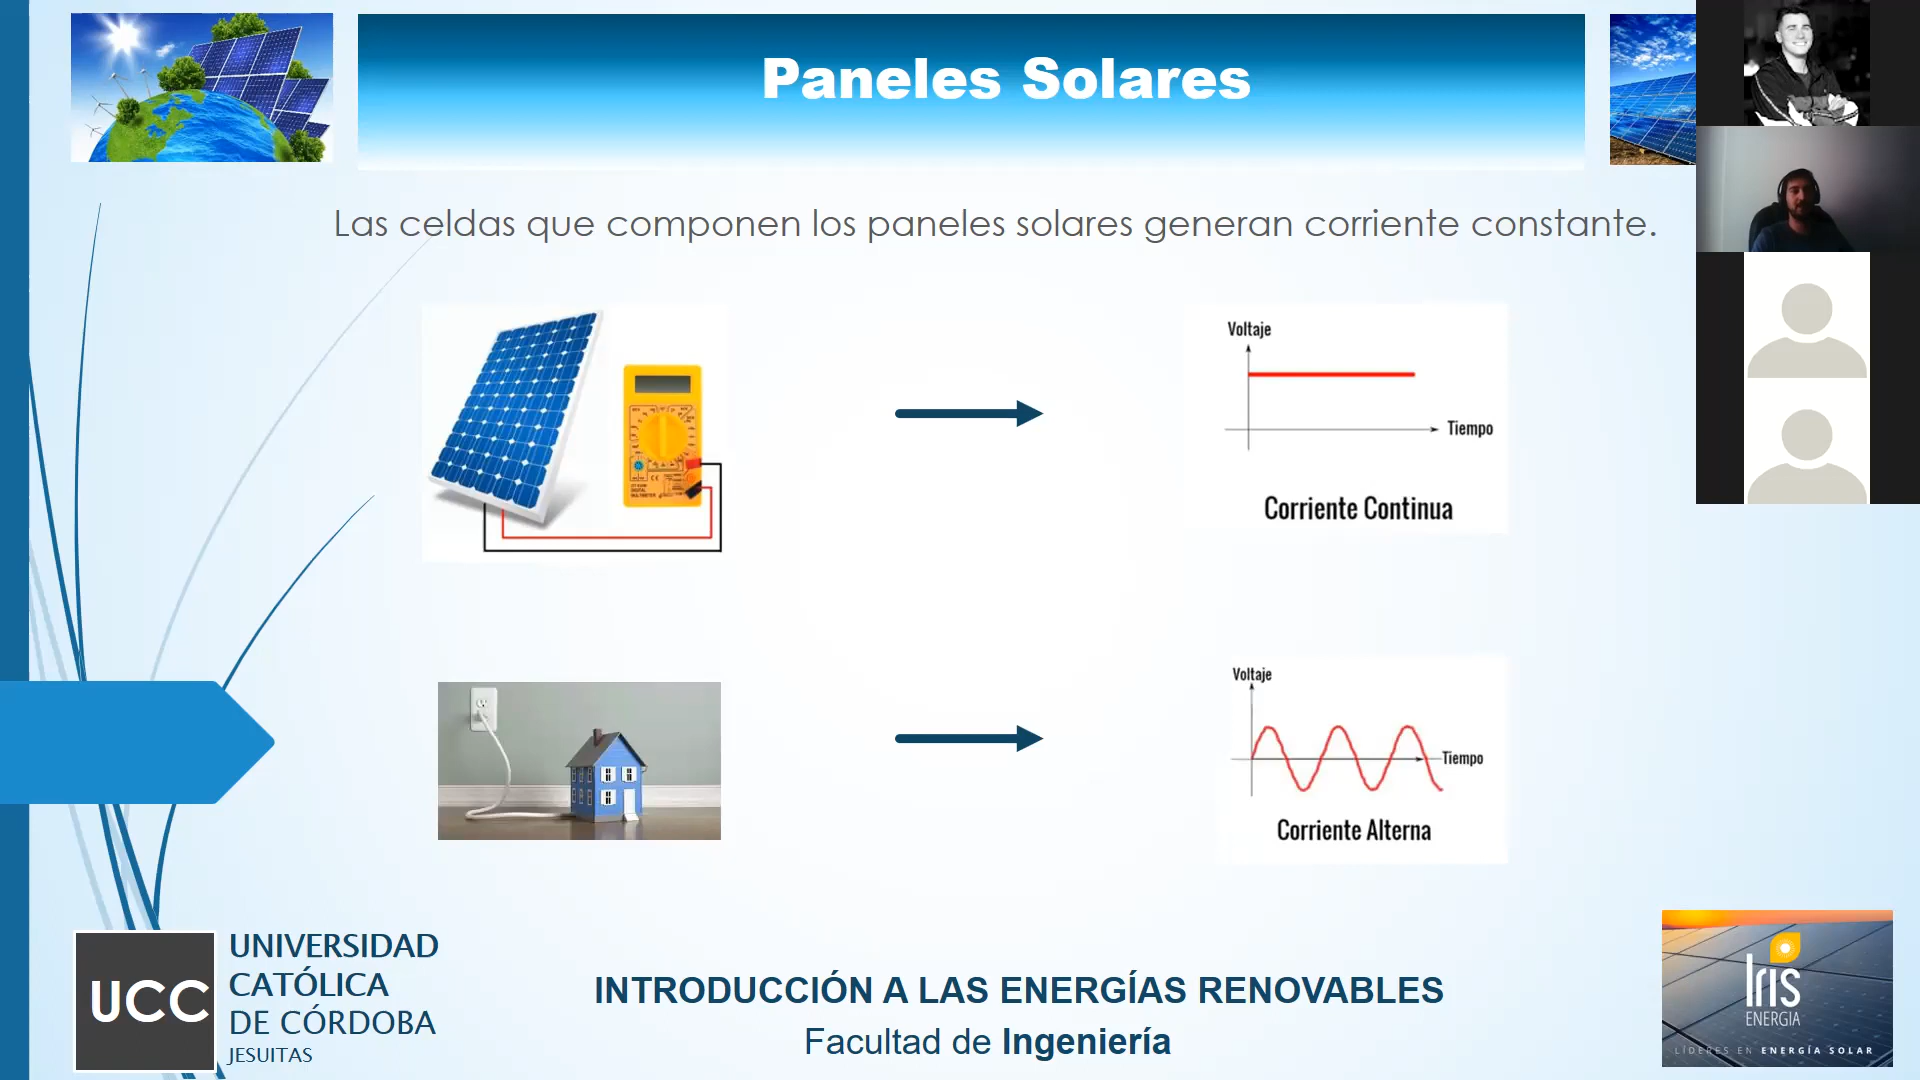 Paneles Solares
Las celdas que componen los paneles solares generan corriente constante.
Voltaje
Tiempo
Corriente Continua
Voltaje
Tiempo
Corriente Alterna
UCC
UNIVERSIDAD
CATÓLICA
DE CÓRDOBA
JESUITAS
INTRODUCCIÓN A LAS ENERGÍAS RENOVABLES
Facultad de Ingeniería
Iris
ENERGÍA
LÍDERES EN ENERGÍA SOLAR